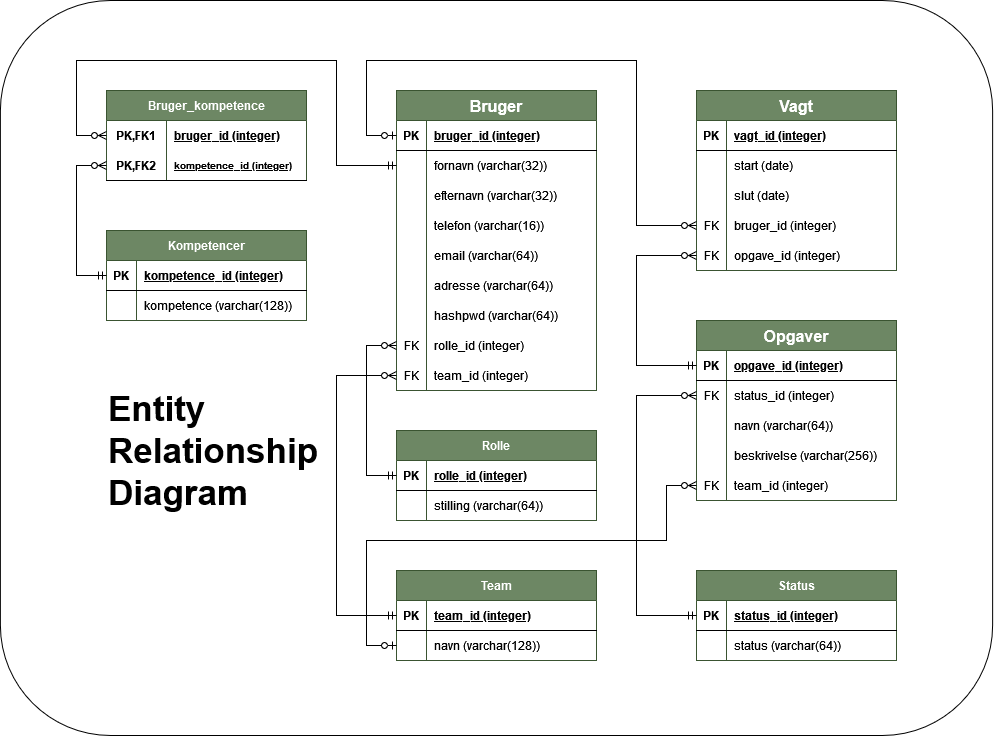 Bruger_kompetence
PK,FK1 bruger_id (integer)
PK,FK2 kompetence_id (integer)
Kompetencer
PK kompetence_id (integer)
kompetence (varchar(128))
Entity
Relationship
Diagram
Bruger
PK bruger_id (integer)
fornavn (varchar(32))
efternavn (varchar(32))
telefon (varchar(16))
email (varchar(64))
adresse (varchar(64))
hashpwd (varchar(64))
FK rolle_id (integer)
FK team_id (integer)
Rolle
PK rolle_id (integer)
stilling (varchar(64))
Team
PK team_id (integer)
navn (varchar(128))
Vagt
PK vagt_id (integer)
start (date)
slut (date)
FK bruger_id (integer)
FK opgave_id (integer)
Opgaver
PK opgave_id (integer)
FK status_id (integer)
navn (varchar(64))
beskrivelse (varchar(256))
FK team_id (integer)
Status
PK status_id (integer)
status (varchar(64))